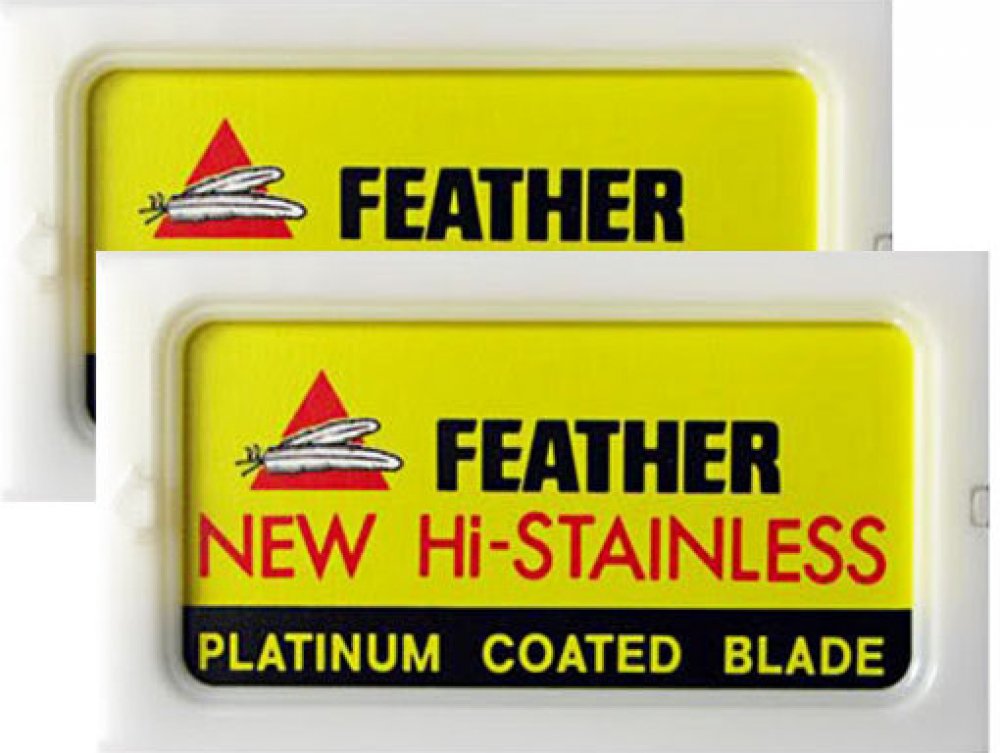 FEATHER
FEATHER
NEW Hi-STAINLESS
PLATINUM COATED BLADE